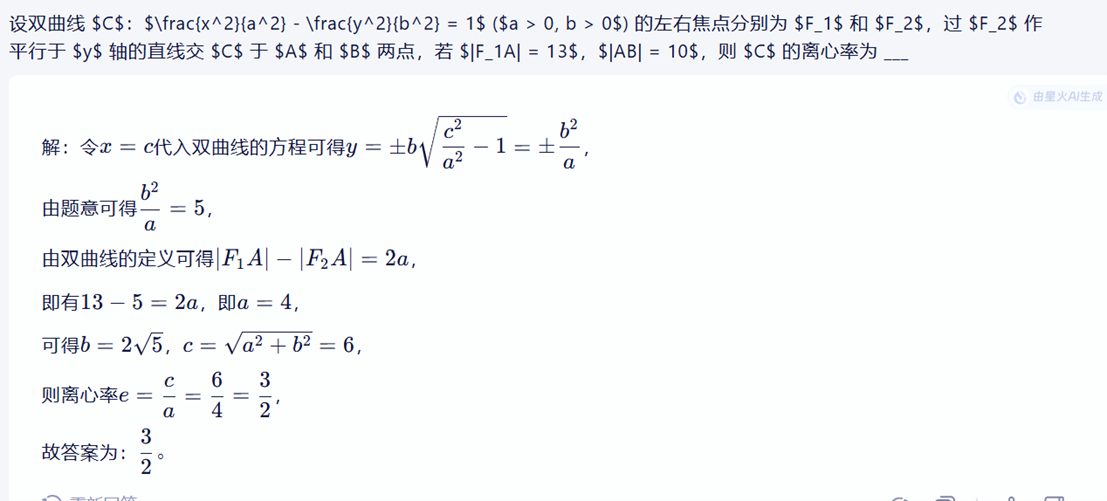 设双曲线 $C$：$\frac{x^2}{a^2} - \frac{y^2}{b^2} = 1$ ($a > 0, b > 0$) 的左右焦点分别为 $F_1$ 和 $F_2$，过 $F_2$ 作
平行于 $y$ 轴的直线交 $C$ 于 $A$ 和 $B$ 两点，若 $|F_1A| = 13$，$|AB| = 10$，则 $C$ 的离心率为 ___
由星火AI生成
解：令$x = c$代入双曲线的方程可得$y = \pm b\sqrt{\frac{c^2}{a^2} - 1} = \pm \frac{b^2}{a}$,
由题意可得$\frac{b^2}{a} = 5$,
由双曲线的定义可得$|F_1A| - |F_2A| = 2a$,
即有$13 - 5 = 2a$，即$a = 4$,
可得$b = 2\sqrt{5}$，$c = \sqrt{a^2 + b^2} = 6$,
则离心率$e = \frac{c}{a} = \frac{6}{4} = \frac{3}{2}$,
故答案为：$\frac{3}{2}$。
重新回答